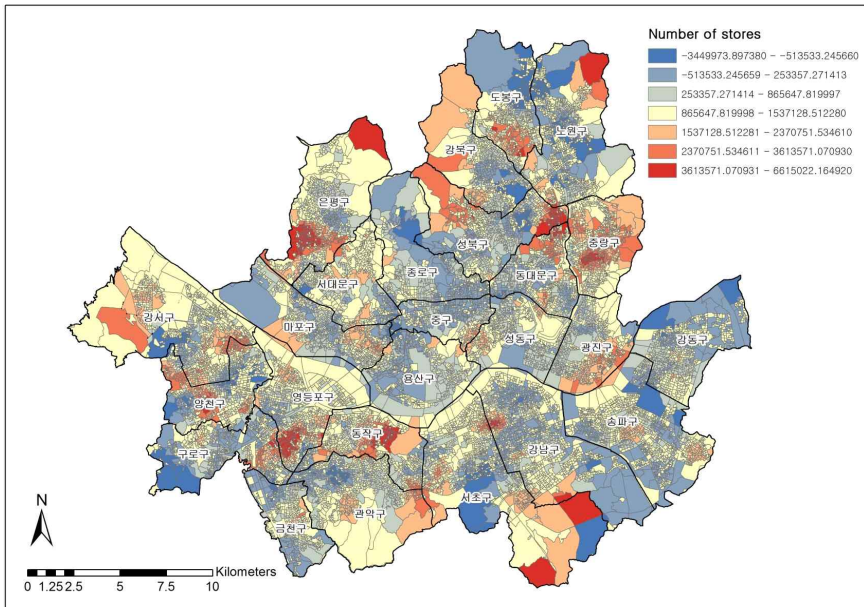 Number of stores
-3449973.897380 - -513533.245660
-513533.245659 - 253357.271413
253357.271414 - 865647.819997
865647.819998 - 1537128.512280
1537128.512281 - 2370751.534610
2370751.534611 - 3613571.070930
3613571.070931 - 6615022.164920
도봉구
노원구
강북구
은평구
성북구
중랑구
종로구
동대문구
서대문구
강서구
마포구
중구
성동구
광진구
강동구
용산구
양천구
영등포구
송파구
동작구
구로구
강남구
서초구
관악구
금천구
N
Kilometers
0 1.25 2.5 5 7.5 10